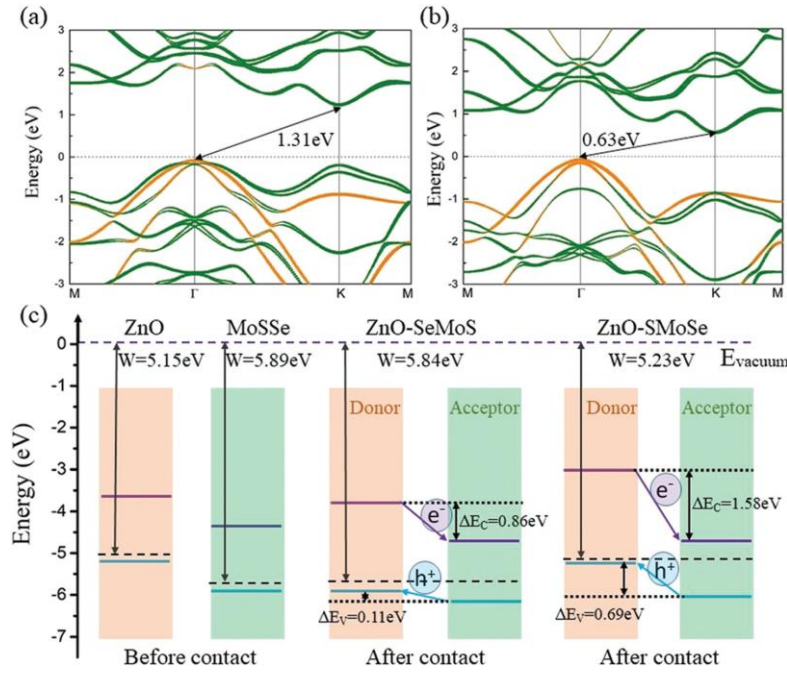 (a)
(b)
Energy (eV)
3
2
1
0
-1
-2
-3
M
Γ
K
M
1.31eV
Energy (eV)
3
2
1
0
-1
-2
-3
M
Γ
K
M
0.63eV
(c)
ZnO
MoSSe
ZnO-SeMoS
ZnO-SMoSe
W=5.15eV
W=5.89eV
W=5.84eV
W=5.23eV
Evacuum
Energy (eV)
0
-1
-2
-3
-4
-5
-6
-7
Donor
Acceptor
Donor
Acceptor
e-
ΔEC=0.86eV
h+
ΔEV=0.11eV
e-
ΔEC=1.58eV
h+
ΔEV=0.69eV
Before contact
After contact
After contact